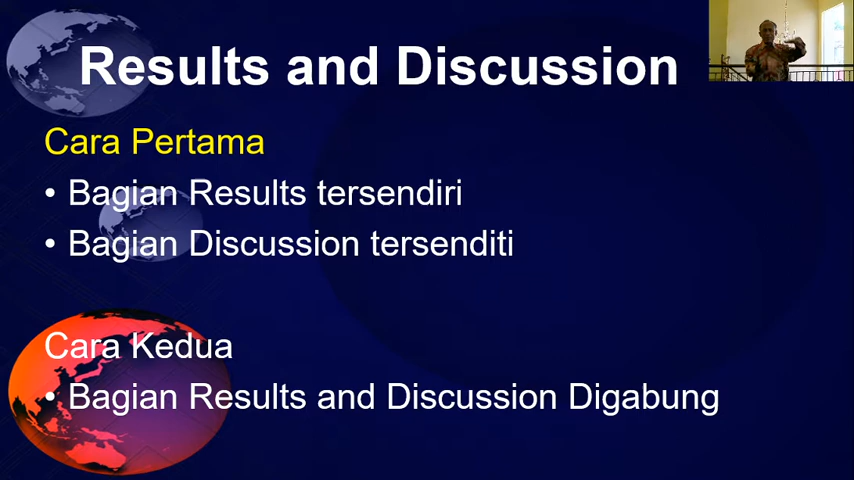 Results and Discussion
Cara Pertama
• Bagian Results tersendiri
• Bagian Discussion tersenditi
Cara Kedua
• Bagian Results and Discussion Digabung